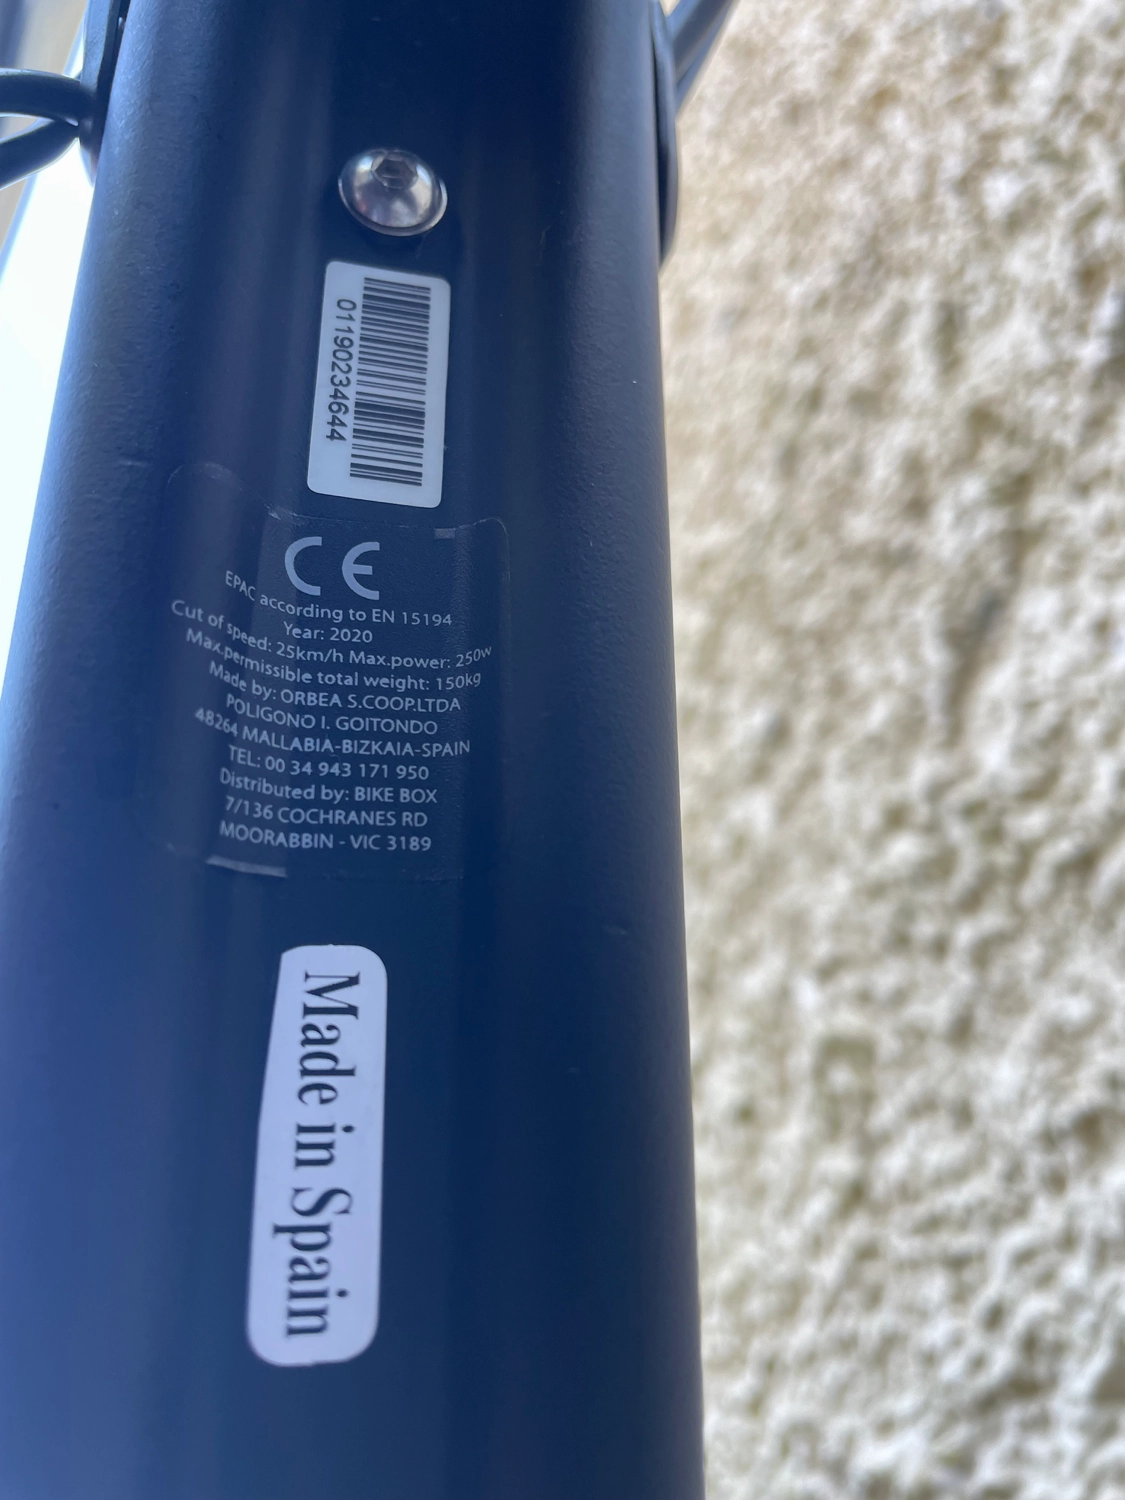 01190234644
CE
EPAC according to EN 15194
Year: 2020
Cut of speed: 25km/h Max.power: 250w
Max.permissible total weight: 150kg
Made by: ORBEA S.COOP.LTDA
POLIGONO I. GOITONDO
48264 MALLABIA-BIZKAIA-SPAIN
TEL: 00 34 943 171 950
Distributed by: BIKE BOX
7/136 COCHRANES RD
MOORABBIN - VIC 3189
Made in Spain